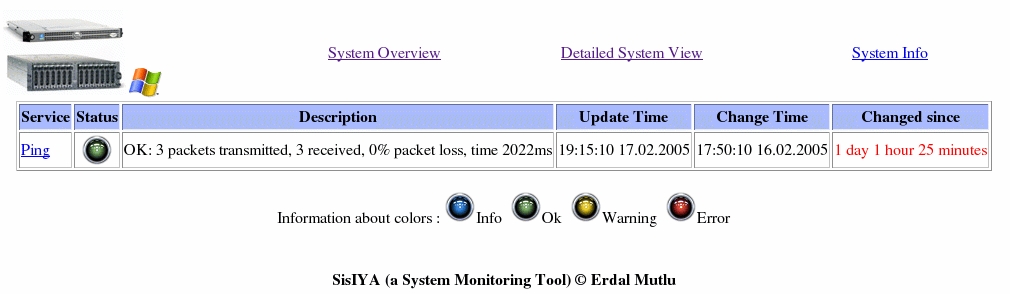 System Overview Detailed System View System Info
Service Status Description Update Time Change Time Changed since
Ping OK: 3 packets transmitted, 3 received, 0% packet loss, time 2022ms 19:15:10 17.02.2005 17:50:10 16.02.2005 1 day 1 hour 25 minutes
Information about colors : Info Ok Warning Error
SisIYA (a System Monitoring Tool) © Erdal Mutlu